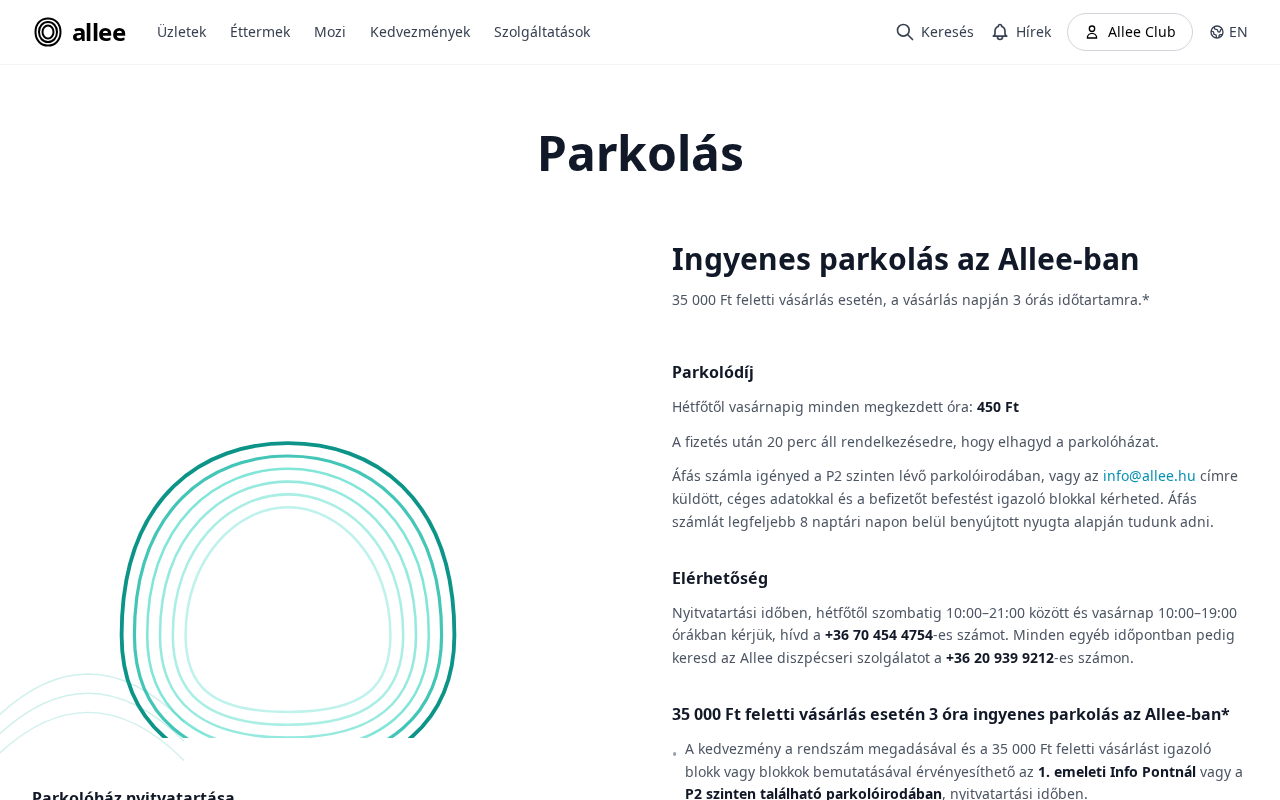 allee
Üzletek
Éttermek
Mozi
Kedvezmények
Szolgáltatások
Keresés
Hírek
Allee Club
EN
Parkolás
Ingyenes parkolás az Allee-ban
35 000 Ft feletti vásárlás esetén, a vásárlás napján 3 órás időtartamra.*
Parkolódíj
Hétfőtől vasárnapig minden megkezdett óra: 450 Ft
A fizetés után 20 perc áll rendelkezésedre, hogy elhagyd a parkolóházat.
Áfás számla igényed a P2 szinten lévő parkolóirodában, vagy az info@allee.hu címre
küldött, céges adatokkal és a befizetőt befestést igazoló blokkal kérheted. Áfás
számlát legfeljebb 8 naptári napon belül benyújtott nyugta alapján tudunk adni.
Elérhetőség
Nyitvatartási időben, hétfőtől szombatig 10:00–21:00 között és vasárnap 10:00–19:00
órákban kérjük, hívd a +36 70 454 4754-es számot. Minden egyéb időpontban pedig
keresd az Allee diszpécseri szolgálatot a +36 20 939 9212-es számon.
35 000 Ft feletti vásárlás esetén 3 óra ingyenes parkolás az Allee-ban*
• A kedvezmény a rendszám megadásával és a 35 000 Ft feletti vásárlást igazoló
blokk vagy blokkok bemutatásával érvényesíthető az 1. emeleti Info Pontnál vagy a
P2 szinten található parkolóirodában, nyitvatartási időben.
Parkolóház nyitvatartása